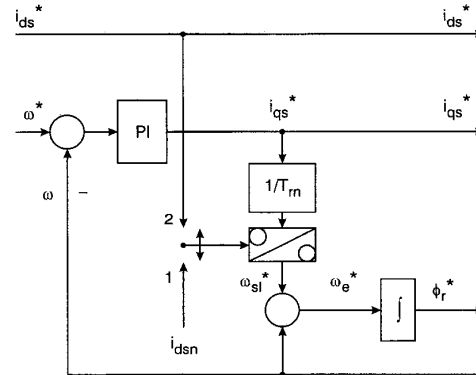 i_ds* i_ds*
ω* PI i_qs* i_qs*
ω − 1/T_rn
2
1 ω_sl* ω_e* ∫ ϕ_r*
i_dsn